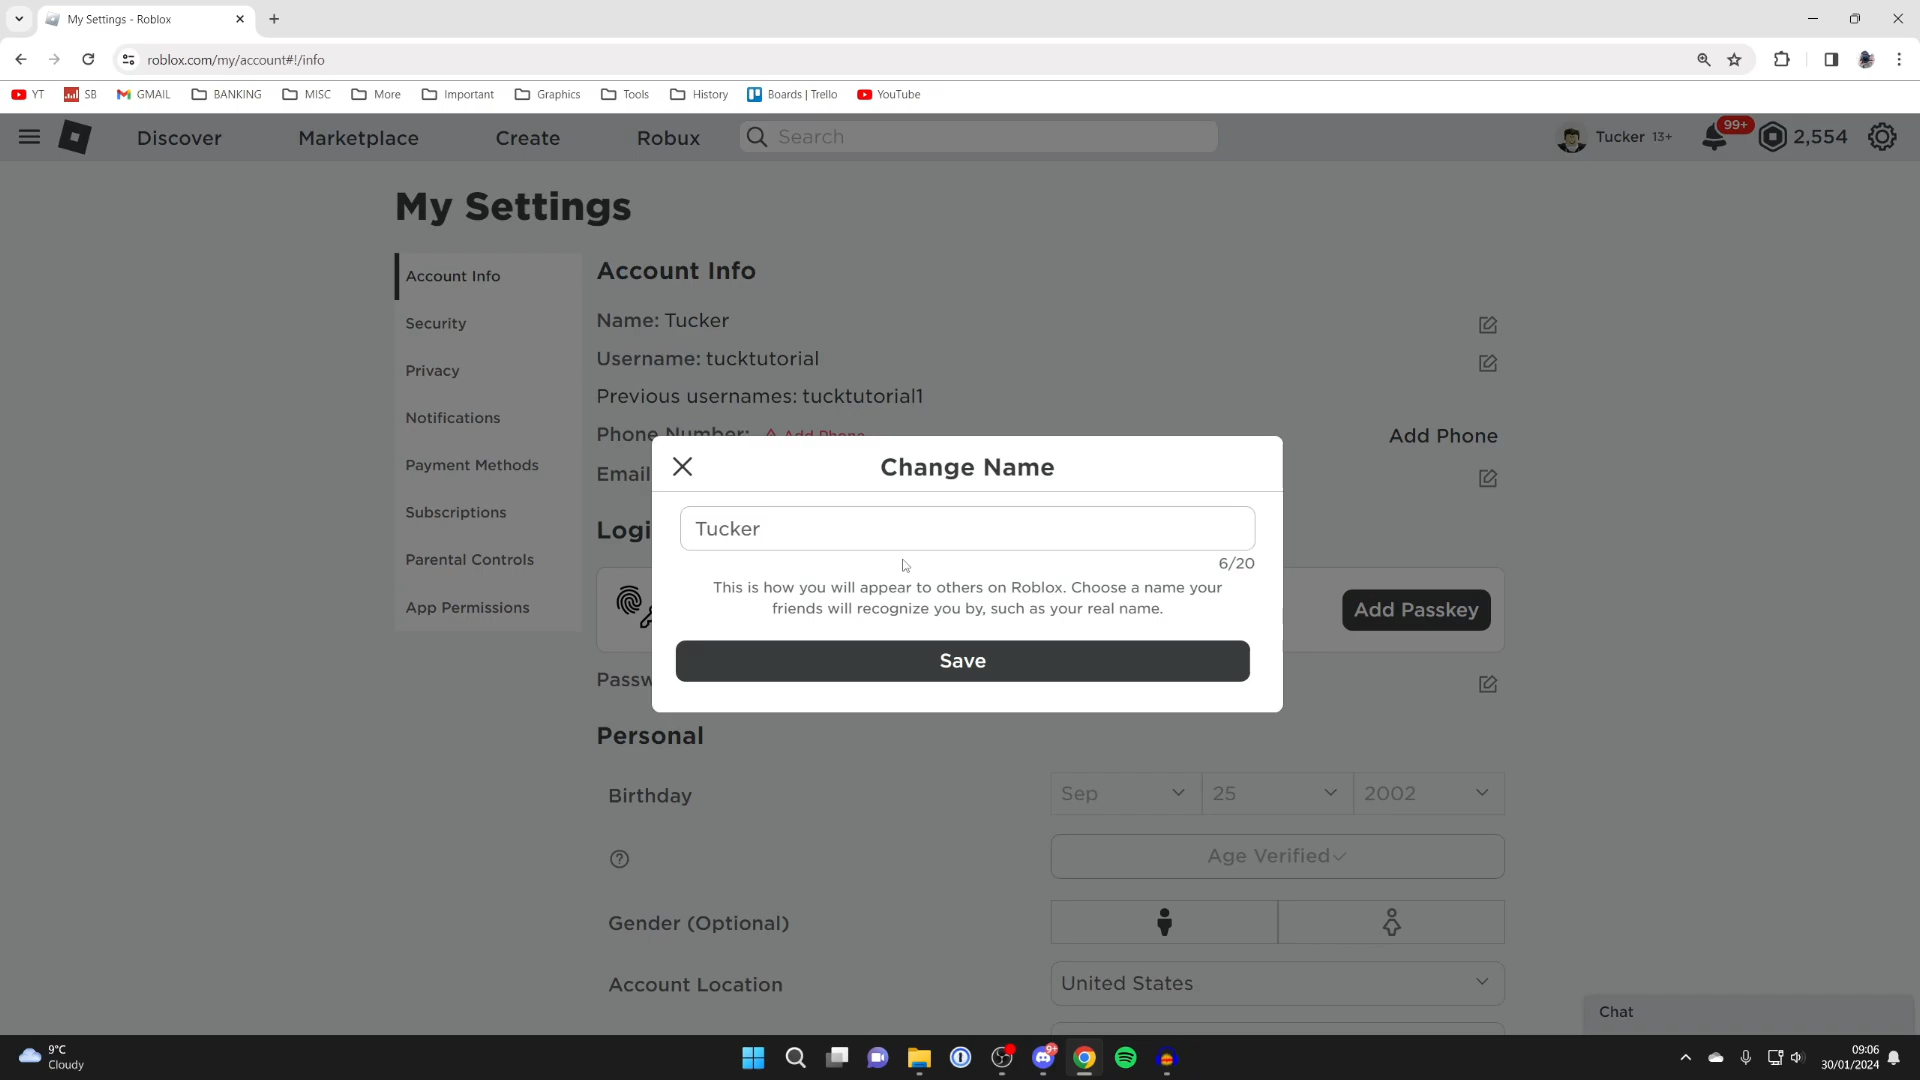 My Settings - Roblox
roblox.com/my/account#!/info
YT SB GMAIL BANKING MISC More Important Graphics Tools History Boards | Trello YouTube
Discover Marketplace Create Robux Search Tucker 13+ 99+ 2,554
My Settings
Account Info
Security
Privacy
Notifications
Payment Methods
Subscriptions
Parental Controls
App Permissions
Account Info
Name: Tucker
Username: tucktutorial
Previous usernames: tucktutorial1
Phone Number: Add Phone Add Phone
Email
Logi
Add Passkey
Passw
Change Name
Tucker
6/20
This is how you will appear to others on Roblox. Choose a name your
friends will recognize you by, such as your real name.
Save
Personal
Birthday Sep 25 2002
Age Verified
Gender (Optional)
Account Location United States
Chat
9°C
Cloudy
9+
09:06
30/01/2024